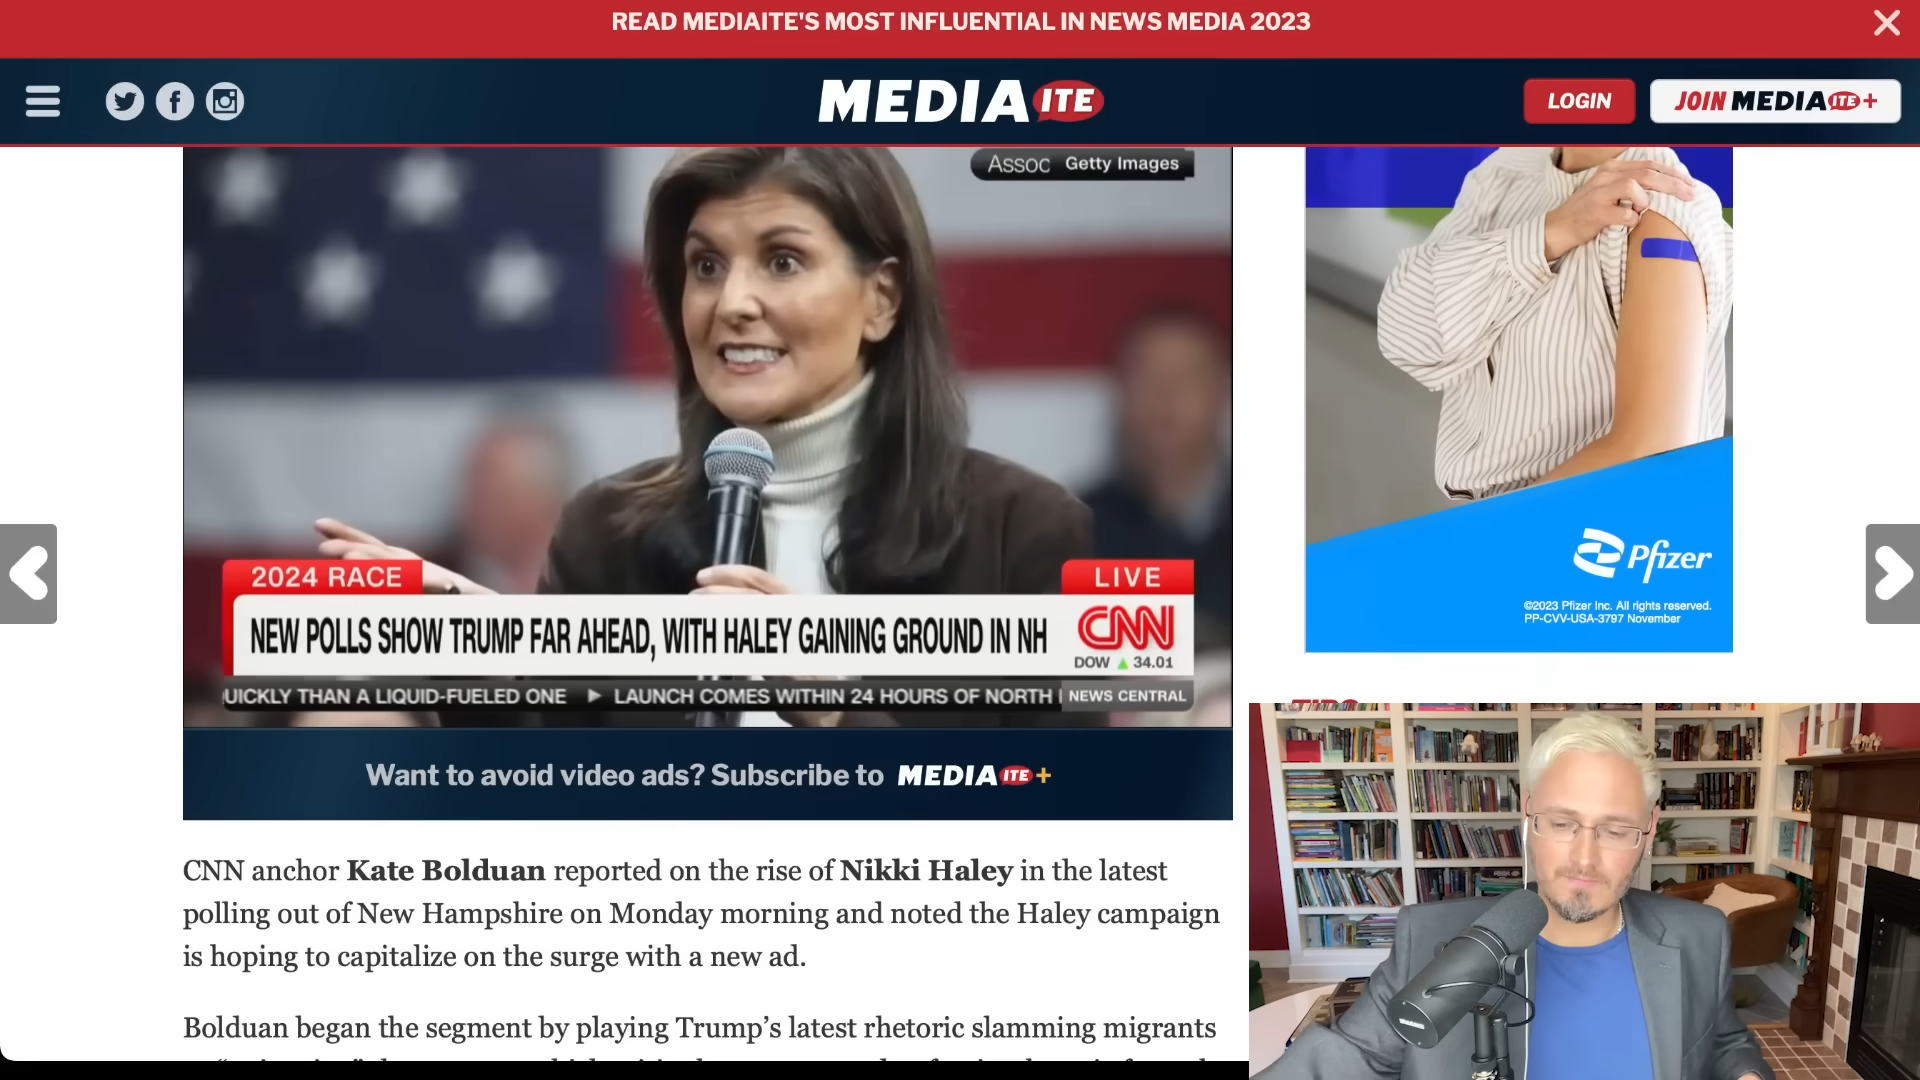 READ MEDIAITE'S MOST INFLUENTIAL IN NEWS MEDIA 2023
MEDIAITE
LOGIN
JOIN MEDIAITE+
Assoc Getty Images
2024 RACE
LIVE
NEW POLLS SHOW TRUMP FAR AHEAD, WITH HALEY GAINING GROUND IN NH
CNN
DOW ▲ 34.01
UICKLY THAN A LIQUID-FUELED ONE ▶ LAUNCH COMES WITHIN 24 HOURS OF NORTH
NEWS CENTRAL
Want to avoid video ads? Subscribe to MEDIAITE+
Pfizer
©2023 Pfizer Inc. All rights reserved.
PP-CVV-USA-3797 November
CNN anchor Kate Bolduan reported on the rise of Nikki Haley in the latest
polling out of New Hampshire on Monday morning and noted the Haley campaign
is hoping to capitalize on the surge with a new ad.
Bolduan began the segment by playing Trump’s latest rhetoric slamming migrants